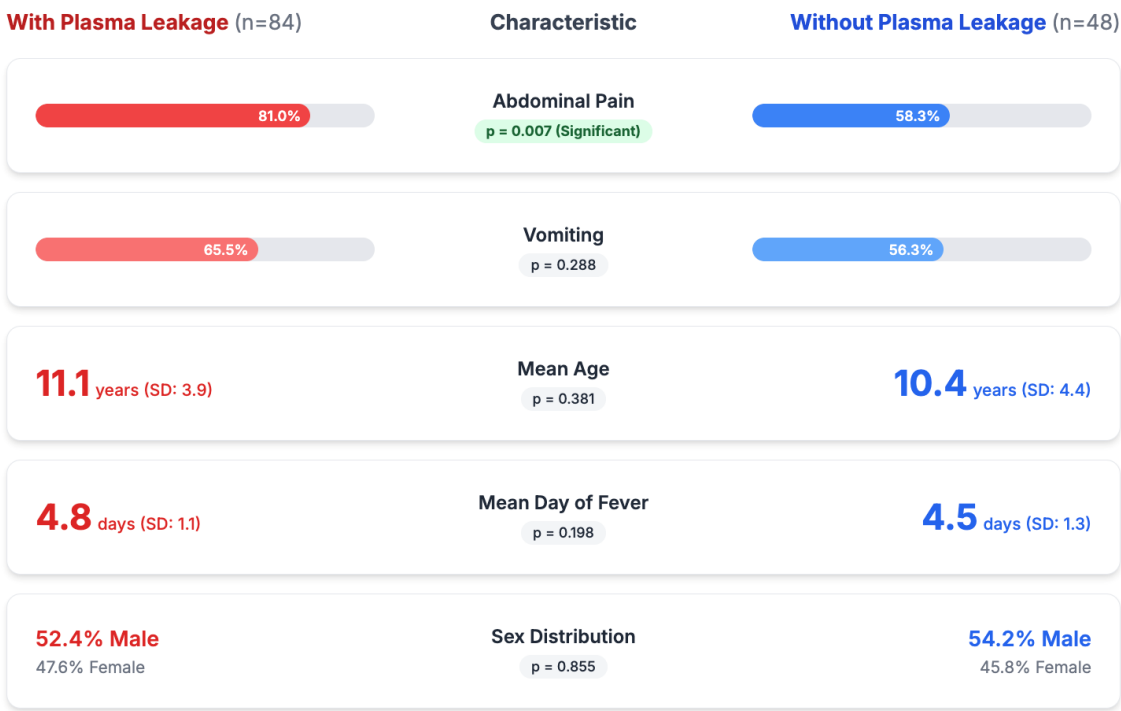 With Plasma Leakage (n=84) Characteristic Without Plasma Leakage (n=48)
Abdominal Pain
81.0% 58.3%
p = 0.007 (Significant)
Vomiting
65.5% 56.3%
p = 0.288
Mean Age
11.1 years (SD: 3.9) 10.4 years (SD: 4.4)
p = 0.381
Mean Day of Fever
4.8 days (SD: 1.1) 4.5 days (SD: 1.3)
p = 0.198
52.4% Male Sex Distribution 54.2% Male
47.6% Female p = 0.855 45.8% Female